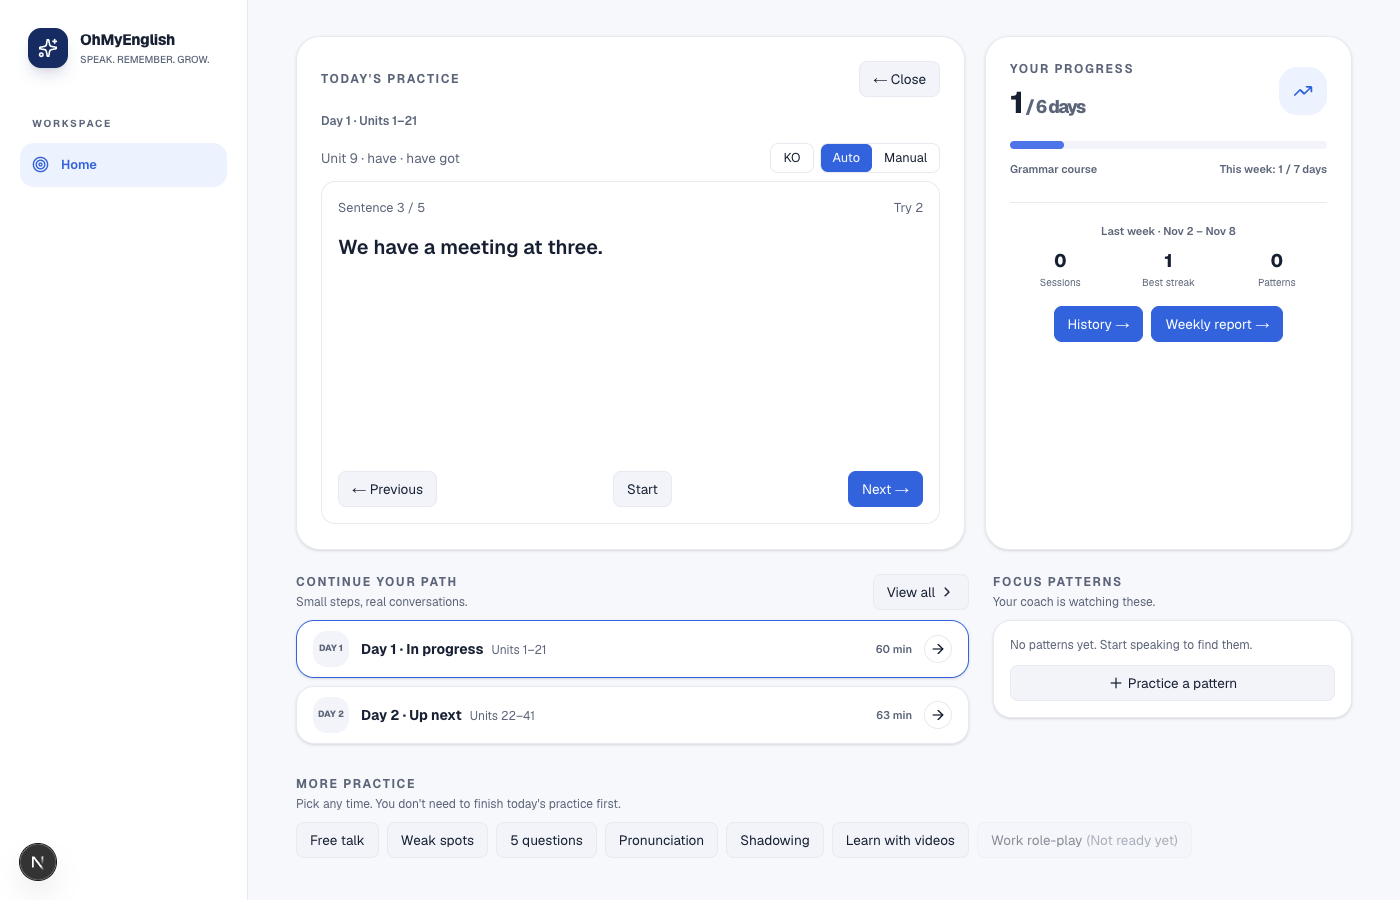 OhMyEnglish
SPEAK. REMEMBER. GROW.
WORKSPACE
Home
TODAY'S PRACTICE
← Close
Day 1 · Units 1–21
Unit 9 · have · have got
KO
Auto
Manual
Sentence 3 / 5
Try 2
We have a meeting at three.
← Previous
Start
Next →
YOUR PROGRESS
1 / 6 days
Grammar course
This week: 1 / 7 days
Last week · Nov 2 – Nov 8
0
Sessions
1
Best streak
0
Patterns
History →
Weekly report →
CONTINUE YOUR PATH
Small steps, real conversations.
View all
DAY 1
Day 1 · In progress
Units 1–21
60 min
DAY 2
Day 2 · Up next
Units 22–41
63 min
FOCUS PATTERNS
Your coach is watching these.
No patterns yet. Start speaking to find them.
+ Practice a pattern
MORE PRACTICE
Pick any time. You don't need to finish today's practice first.
Free talk
Weak spots
5 questions
Pronunciation
Shadowing
Learn with videos
Work role-play (Not ready yet)
N